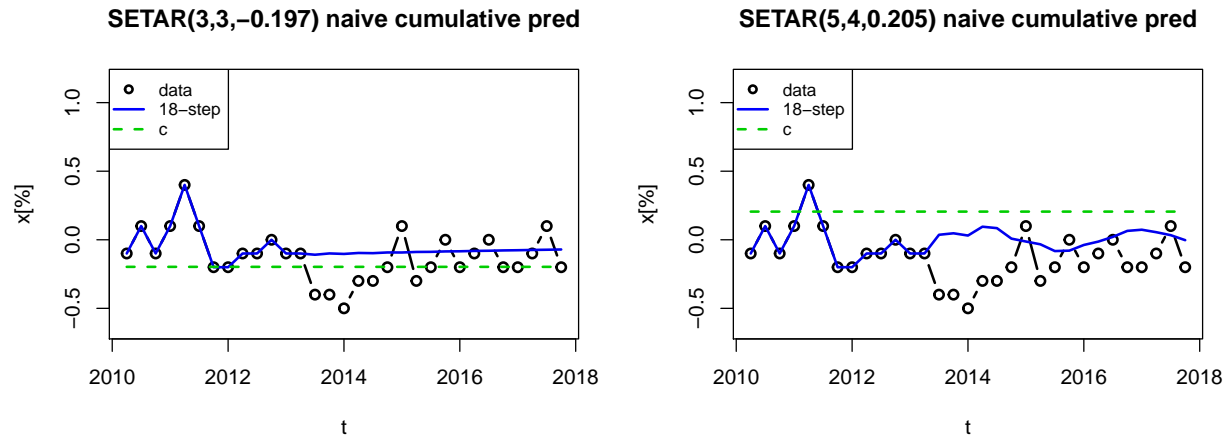 SETAR(3,3,−0.197) naive cumulative pred
x[%]
1.0
0.5
0.0
−0.5
data
18−step
c
2010 2012 2014 2016 2018
t
SETAR(5,4,0.205) naive cumulative pred
x[%]
1.0
0.5
0.0
−0.5
data
18−step
c
2010 2012 2014 2016 2018
t